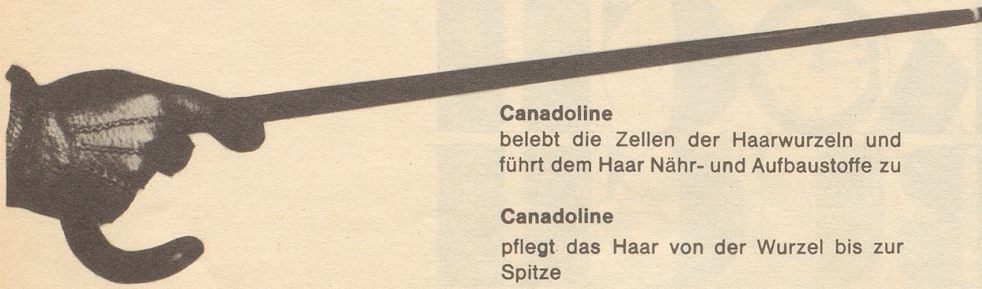 Canadoline
belebt die Zellen der Haarwurzeln und
führt dem Haar Nähr- und Aufbaustoffe zu
Canadoline
pflegt das Haar von der Wurzel bis zur
Spitze